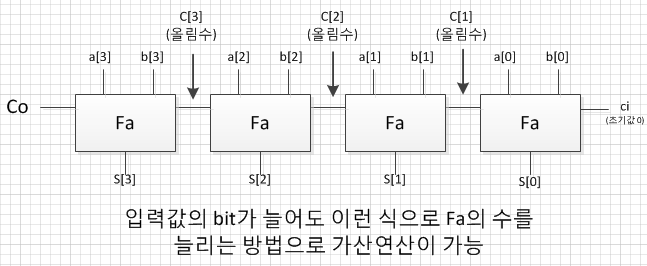 C[3] C[2] C[1]
(올림수) (올림수) (올림수)
a[3] b[3] a[2] b[2] a[1] b[1] a[0] b[0]
Co Fa Fa Fa Fa ci
(초기값 0)
S[3] S[2] S[1] S[0]
입력값의 bit가 늘어도 이런 식으로 Fa의 수를
늘리는 방법으로 가산연산이 가능